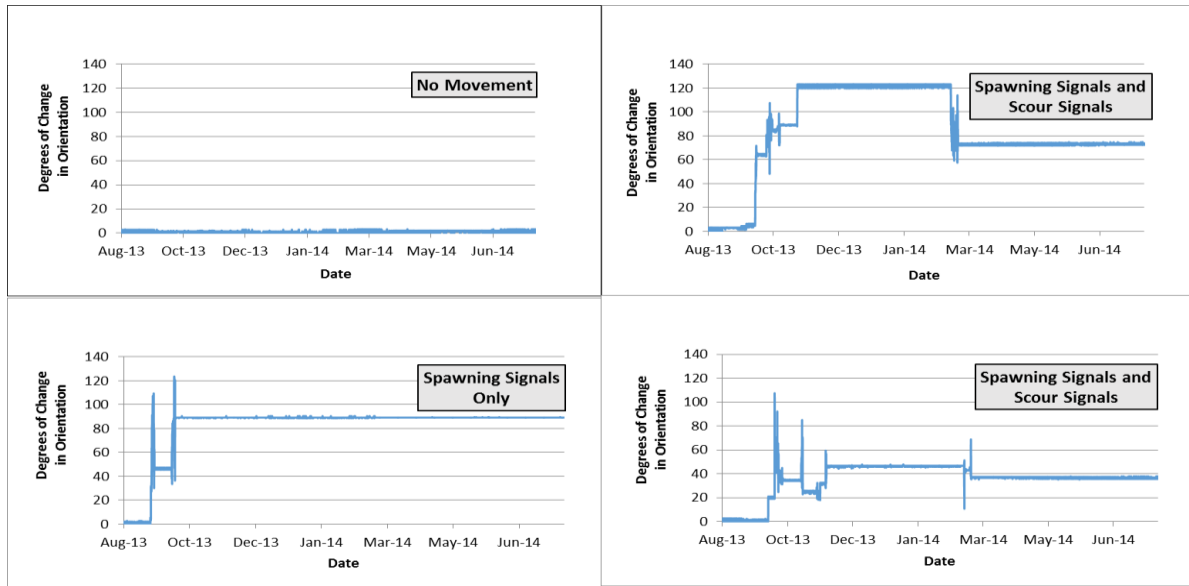 Degrees of Change
in Orientation
140
120
100
80
60
40
20
0
No Movement
Aug-13 Oct-13 Dec-13 Jan-14 Mar-14 May-14 Jun-14
Date
Degrees of Change
in Orientation
140
120
100
80
60
40
20
0
Spawning Signals and
Scour Signals
Aug-13 Oct-13 Dec-13 Jan-14 Mar-14 May-14 Jun-14
Date
Degrees of Change
in Orientation
140
120
100
80
60
40
20
0
Spawning Signals
Only
Aug-13 Oct-13 Dec-13 Jan-14 Mar-14 May-14 Jun-14
Date
Degrees of Change
in Orientation
140
120
100
80
60
40
20
0
Spawning Signals and
Scour Signals
Aug-13 Oct-13 Dec-13 Jan-14 Mar-14 May-14 Jun-14
Date